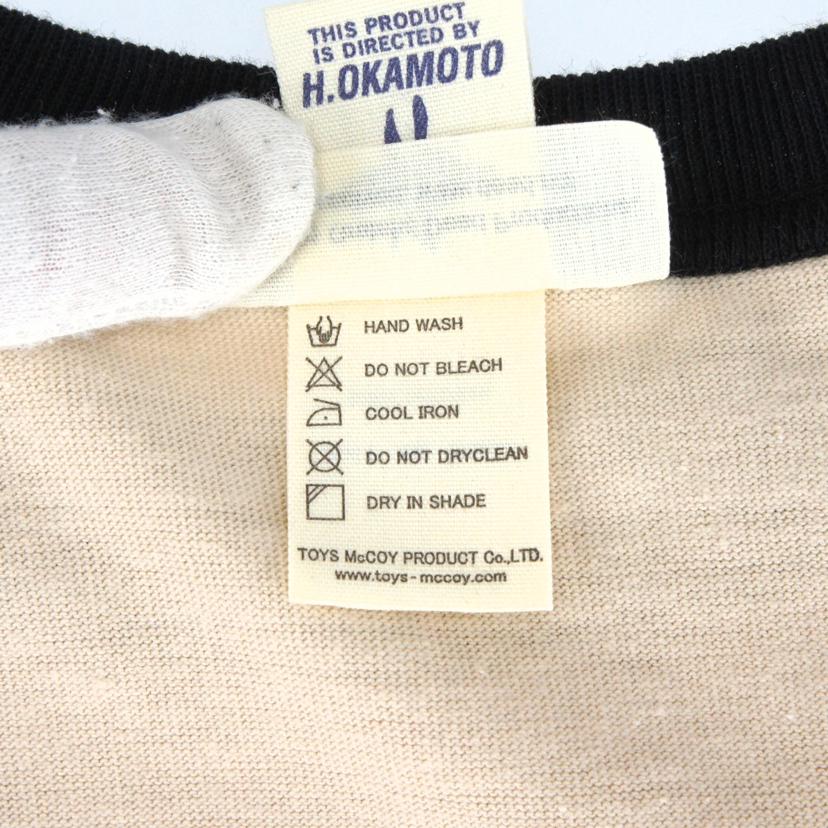 THIS PRODUCT
IS DIRECTED BY
H.OKAMOTO
HAND WASH
DO NOT BLEACH
COOL IRON
DO NOT DRYCLEAN
DRY IN SHADE
TOYS McCOY PRODUCT Co.,LTD.
www.toys-mccoy.com